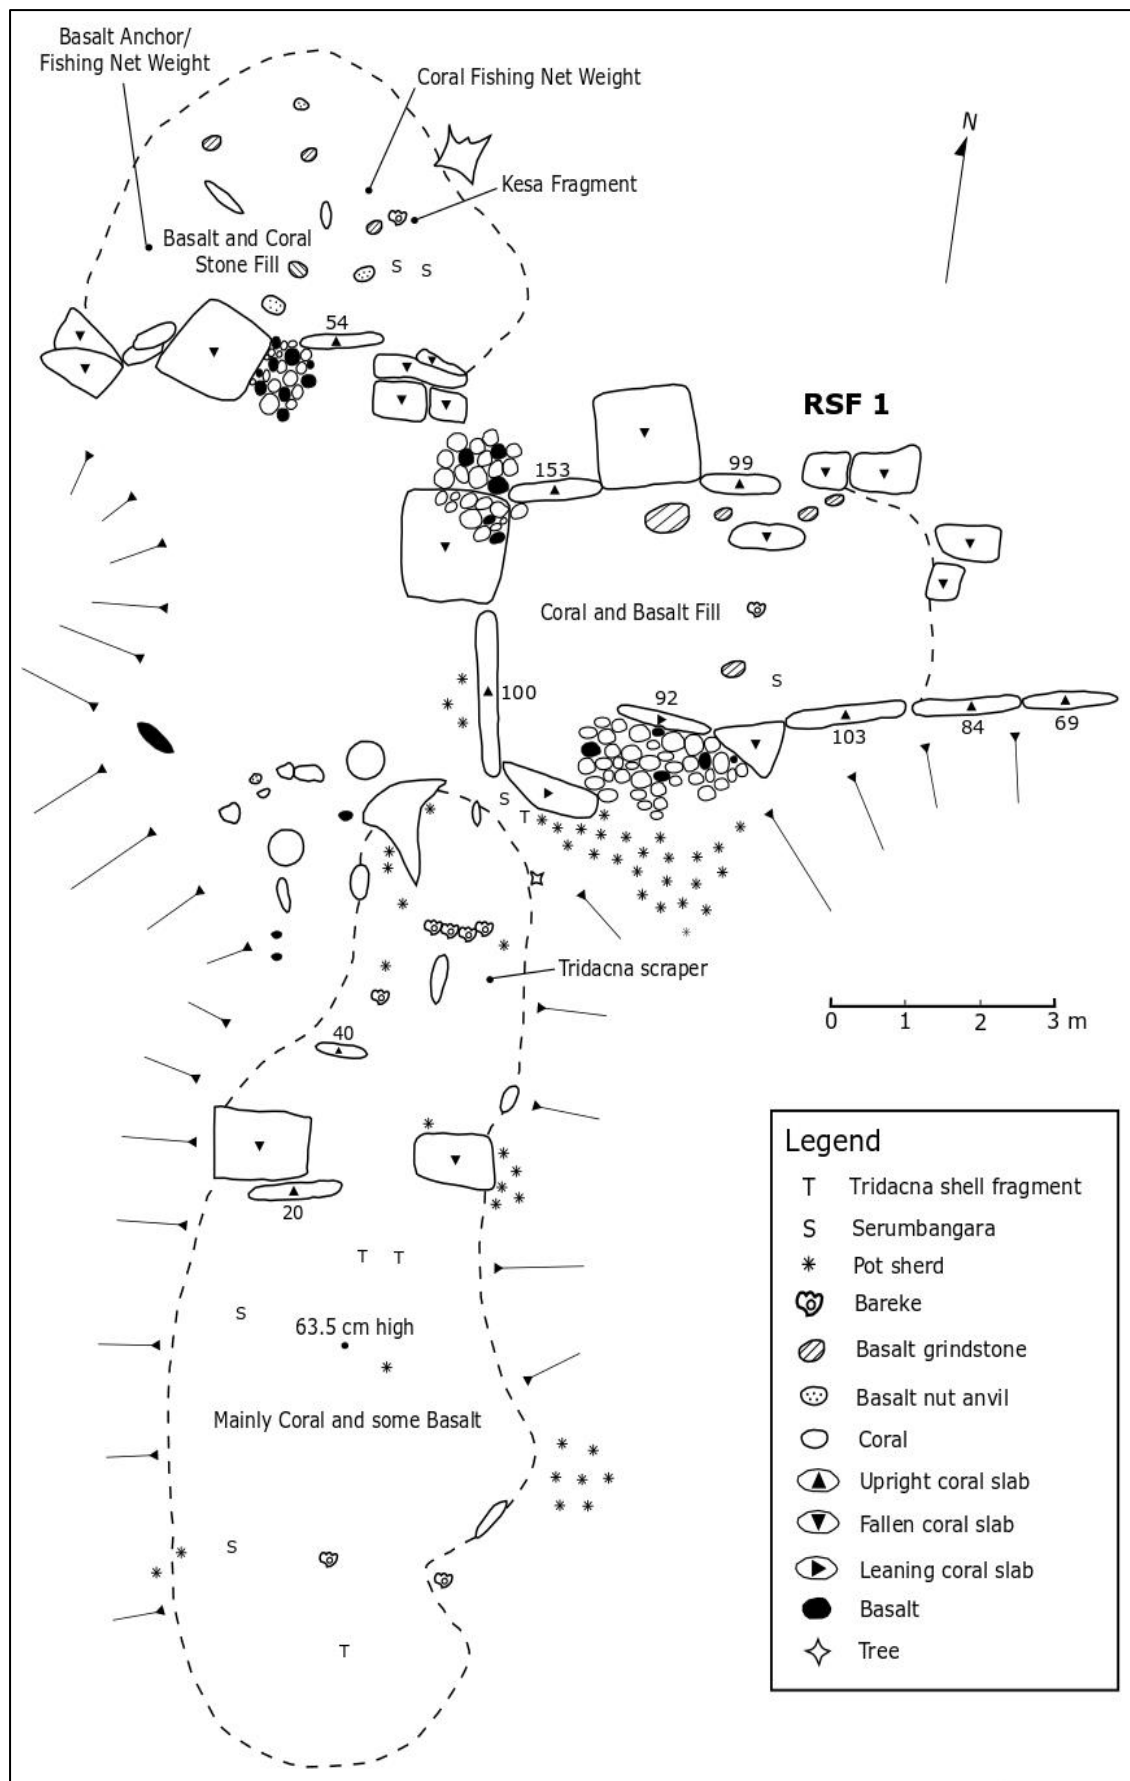 Basalt Anchor/
Fishing Net Weight
Coral Fishing Net Weight
N
Kesa Fragment
Basalt and Coral
Stone Fill
S S
54
RSF 1
153
99
Coral and Basalt Fill
S
100
92
103
84
69
S
T
Tridacna scraper
0 1 2 3 m
40
20
T T
S
63.5 cm high
Mainly Coral and some Basalt
S
T
Legend
T Tridacna shell fragment
S Serumbangara
Pot sherd
Bareke
Basalt grindstone
Basalt nut anvil
Coral
Upright coral slab
Fallen coral slab
Leaning coral slab
Basalt
Tree